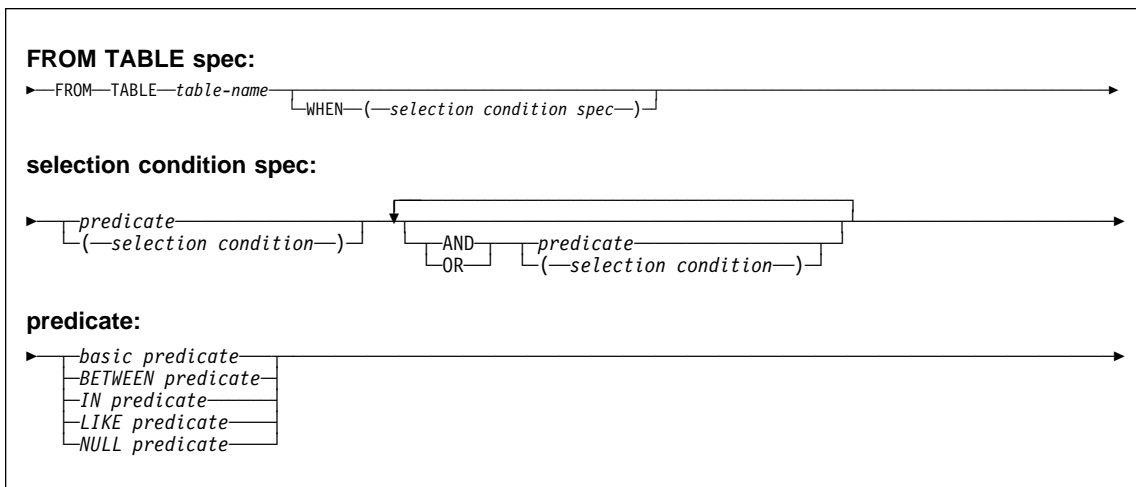 FROM TABLE spec:
FROM TABLE table-name
WHEN ( selection condition spec )
selection condition spec:
predicate
( selection condition ) AND predicate
OR ( selection condition )
predicate:
basic predicate
BETWEEN predicate
IN predicate
LIKE predicate
NULL predicate